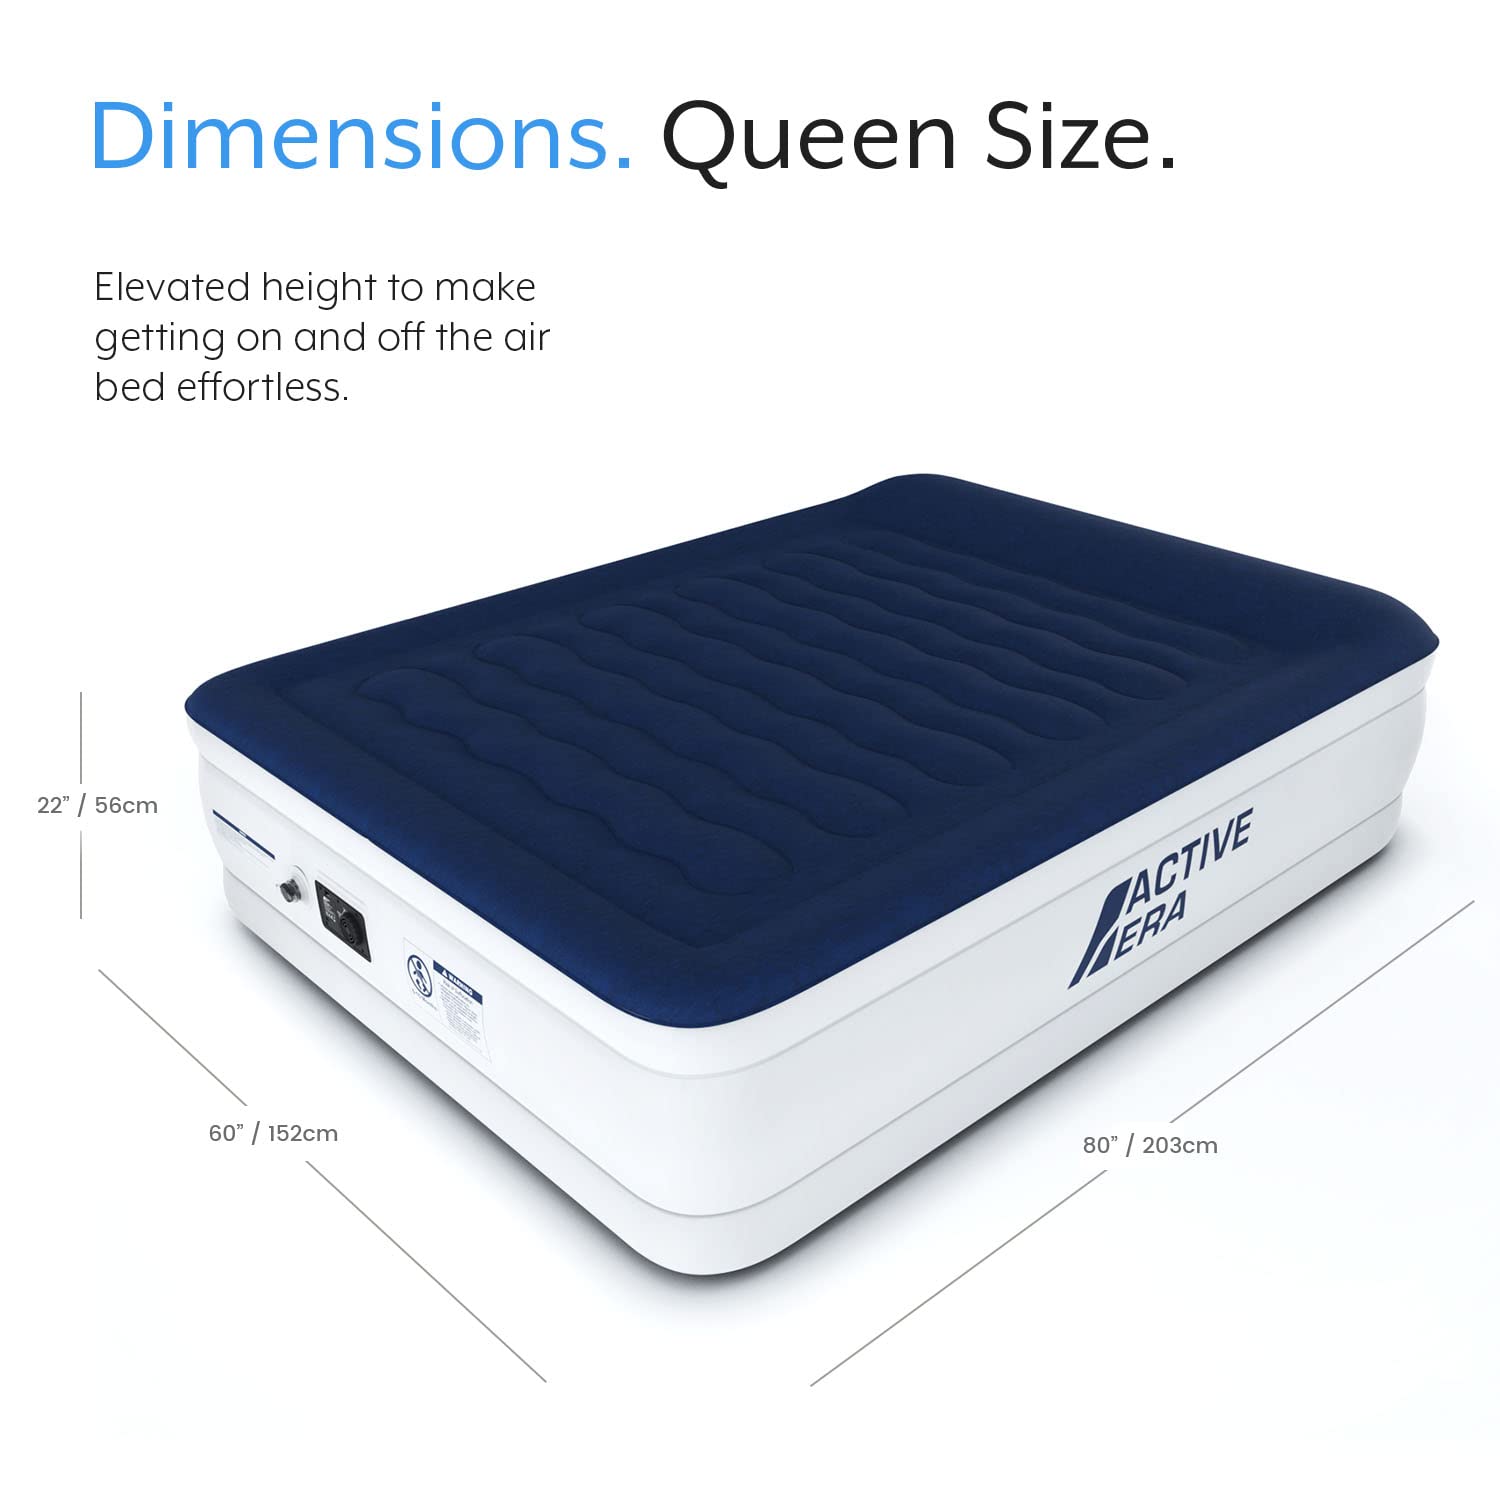 Dimensions. Queen Size.
Elevated height to make
getting on and off the air
bed effortless.
22” / 56cm
ACTIVE
ERA
WARNING
60” / 152cm
80” / 203cm